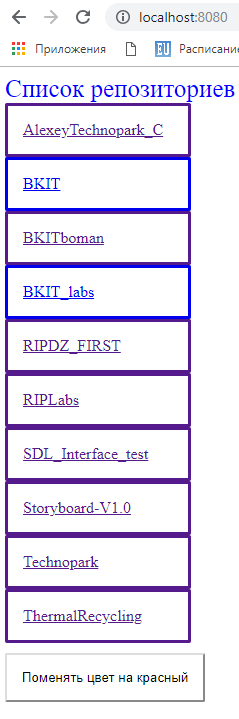 localhost:8080
Приложения EU Расписание
Список репозиториев
AlexeyTechnopark_C
BKIT
BKITboman
BKIT_labs
RIPDZ_FIRST
RIPLabs
SDL_Interface_test
Storyboard-V1.0
Technopark
ThermalRecycling
Поменять цвет на красный